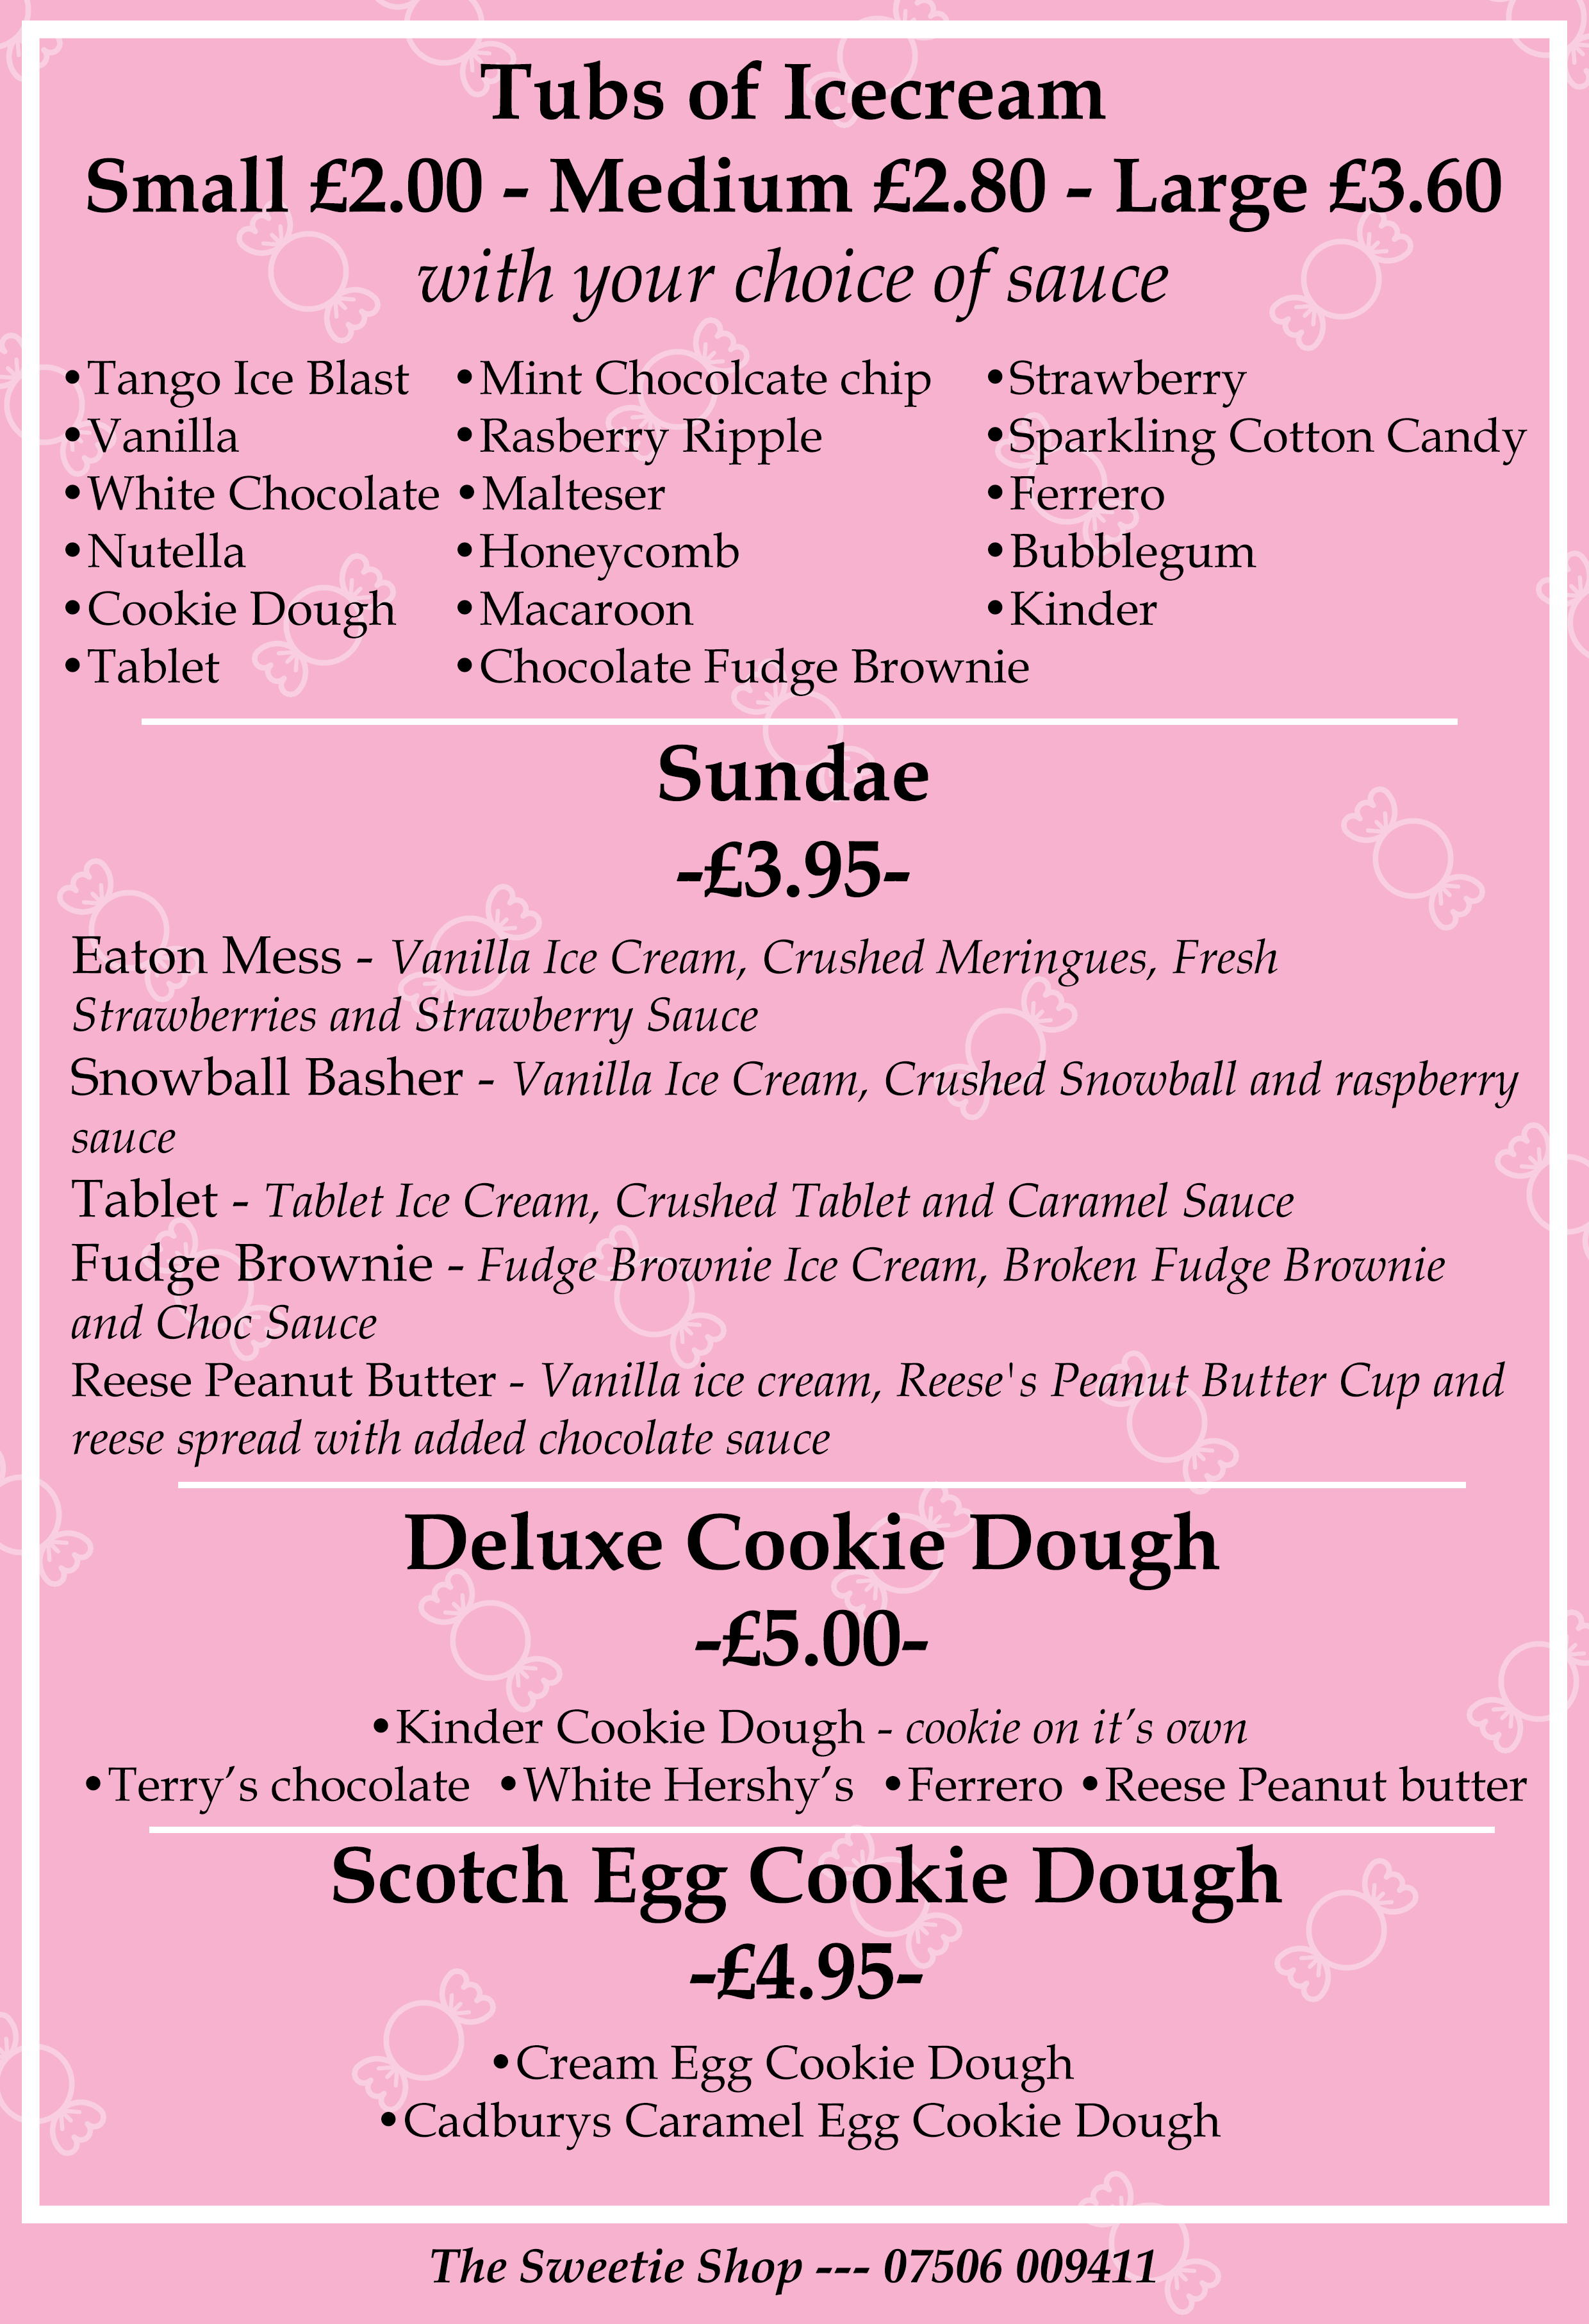 Tubs of Icecream
Small £2.00 - Medium £2.80 - Large £3.60
with your choice of sauce
•Tango Ice Blast
•Vanilla
•White Chocolate
•Nutella
•Cookie Dough
•Tablet
•Mint Chocolcate chip
•Rasberry Ripple
•Malteser
•Honeycomb
•Macaroon
•Chocolate Fudge Brownie
•Strawberry
•Sparkling Cotton Candy
•Ferrero
•Bubblegum
•Kinder
Sundae
-£3.95-
Eaton Mess - Vanilla Ice Cream, Crushed Meringues, Fresh
Strawberries and Strawberry Sauce
Snowball Basher - Vanilla Ice Cream, Crushed Snowball and raspberry
sauce
Tablet - Tablet Ice Cream, Crushed Tablet and Caramel Sauce
Fudge Brownie - Fudge Brownie Ice Cream, Broken Fudge Brownie
and Choc Sauce
Reese Peanut Butter - Vanilla ice cream, Reese's Peanut Butter Cup and
reese spread with added chocolate sauce
Deluxe Cookie Dough
-£5.00-
•Kinder Cookie Dough - cookie on it’s own
•Terry’s chocolate •White Hershy’s •Ferrero •Reese Peanut butter
Scotch Egg Cookie Dough
-£4.95-
•Cream Egg Cookie Dough
•Cadburys Caramel Egg Cookie Dough
The Sweetie Shop --- 07506 009411